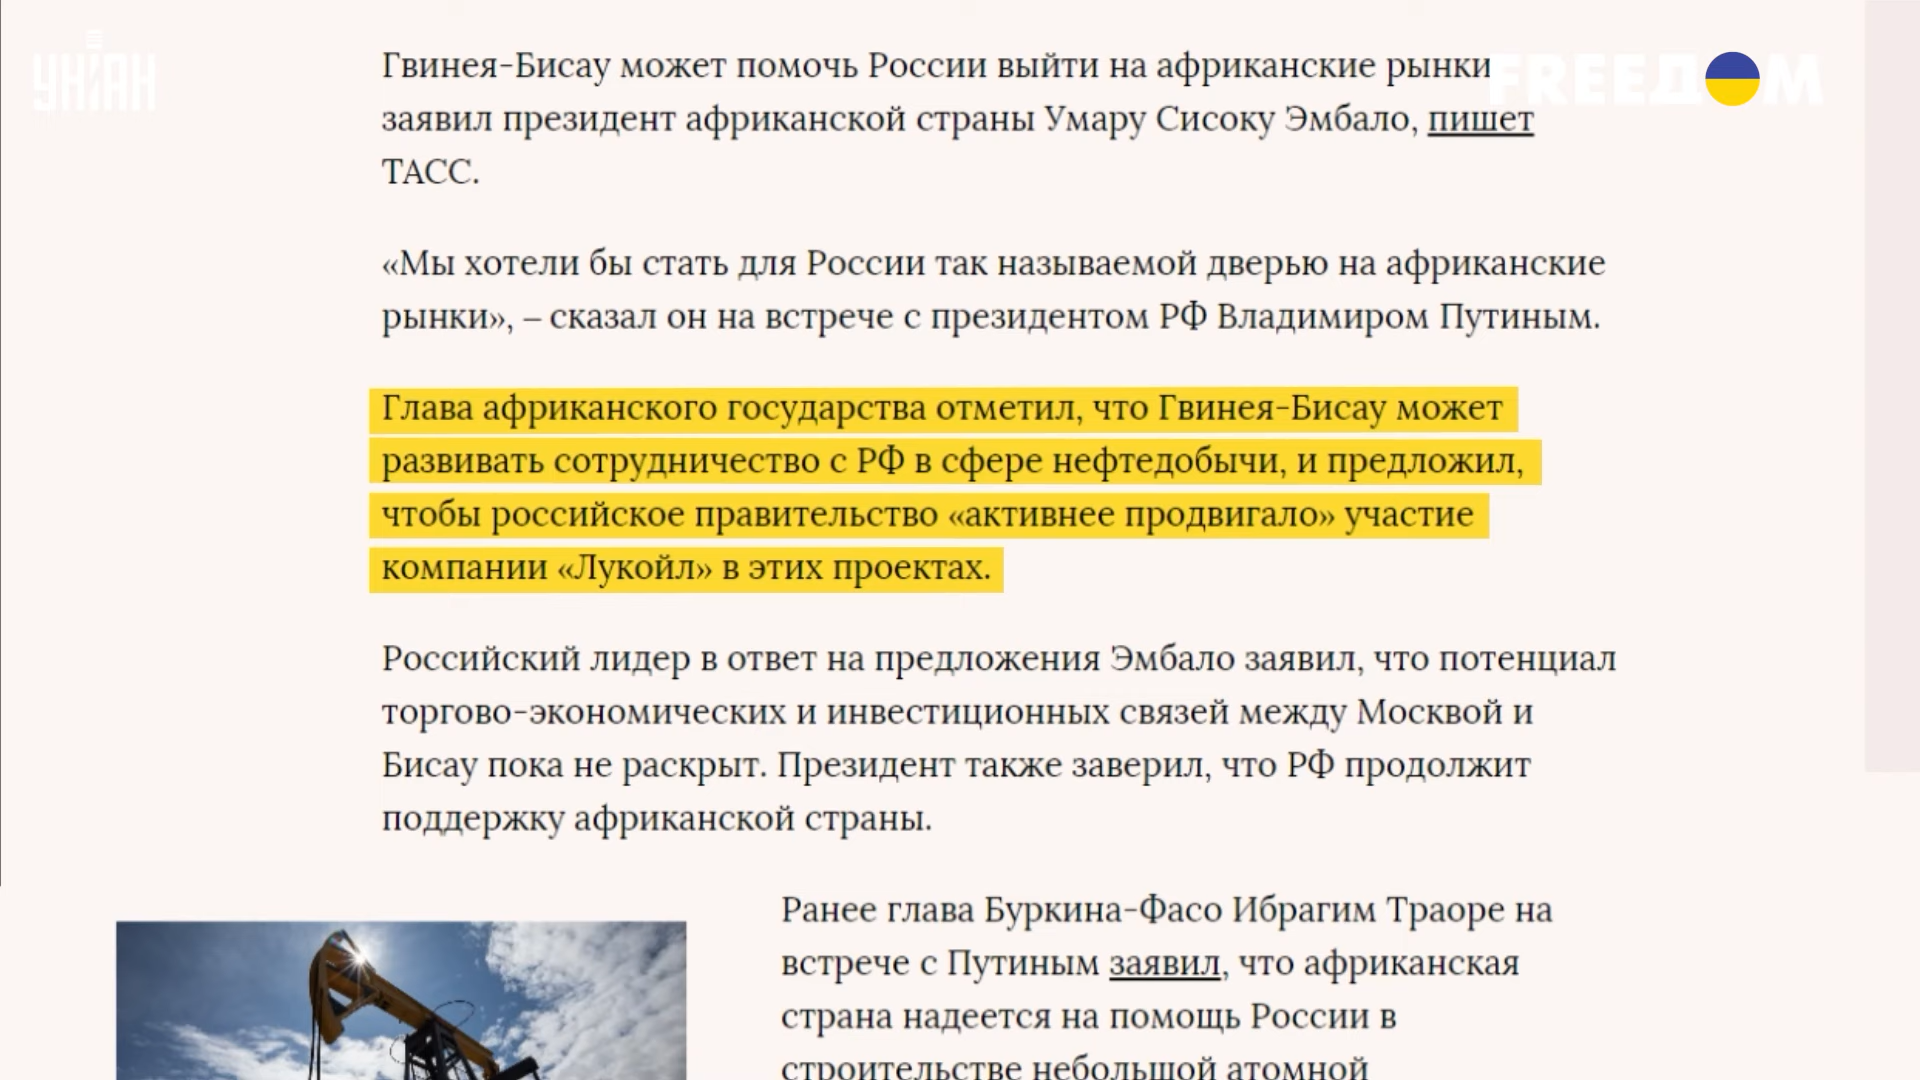 УНІАН
FREEДOM
Гвинея-Бисау может помочь России выйти на африканские рынки
заявил президент африканской страны Умару Сисоку Эмбало, пишет
ТАСС.
«Мы хотели бы стать для России так называемой дверью на африканские
рынки», – сказал он на встрече с президентом РФ Владимиром Путиным.
Глава африканского государства отметил, что Гвинея-Бисау может
развивать сотрудничество с РФ в сфере нефтедобычи, и предложил,
чтобы российское правительство «активнее продвигало» участие
компании «Лукойл» в этих проектах.
Российский лидер в ответ на предложения Эмбало заявил, что потенциал
торгово-экономических и инвестиционных связей между Москвой и
Бисау пока не раскрыт. Президент также заверил, что РФ продолжит
поддержку африканской страны.
Ранее глава Буркина-Фасо Ибрагим Траоре на
встрече с Путиным заявил, что африканская
страна надеется на помощь России в
строительстве небольшой атомной